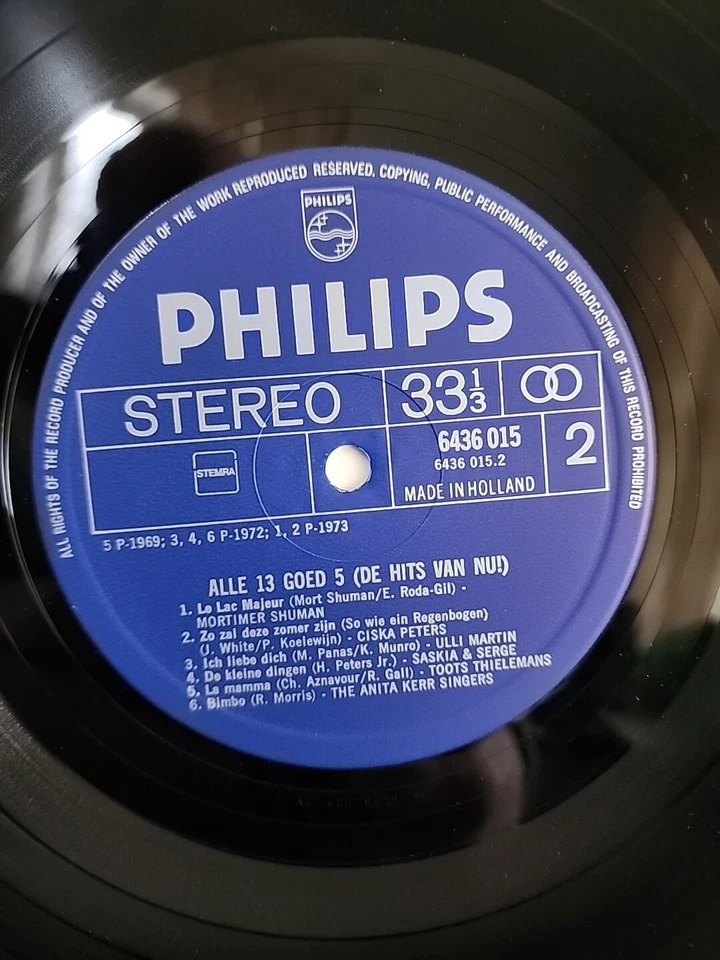 ALL RIGHTS OF THE RECORD PRODUCER AND OF THE OWNER OF THE WORK REPRODUCED RESERVED. COPYING, PUBLIC PERFORMANCE AND BROADCASTING OF THIS RECORD PROHIBITED
PHILIPS
PHILIPS
STEREO
33 1/3
STEMRA
6436 015
6436 015.2
MADE IN HOLLAND
2
5 P-1969; 3, 4, 6 P-1972; 1, 2 P-1973
ALLE 13 GOED 5 (DE HITS VAN NU!)
1. Le Lac Majeur (Mort Shuman/E. Roda-Gil) -
MORTIMER SHUMAN
2. Zo zal deze zomer zijn (So wie ein Regenbogen)
(J. White/P. Koelewijn) - CISKA PETERS
3. Ich liebe dich (M. Panas/K. Munro) - ULLI MARTIN
4. De kleine dingen (H. Peters Jr.) - SASKIA & SERGE
5. La mamma (Ch. Aznavour/R. Gall) - TOOTS THIELEMANS
6. Bimbo (R. Morris) - THE ANITA KERR SINGERS